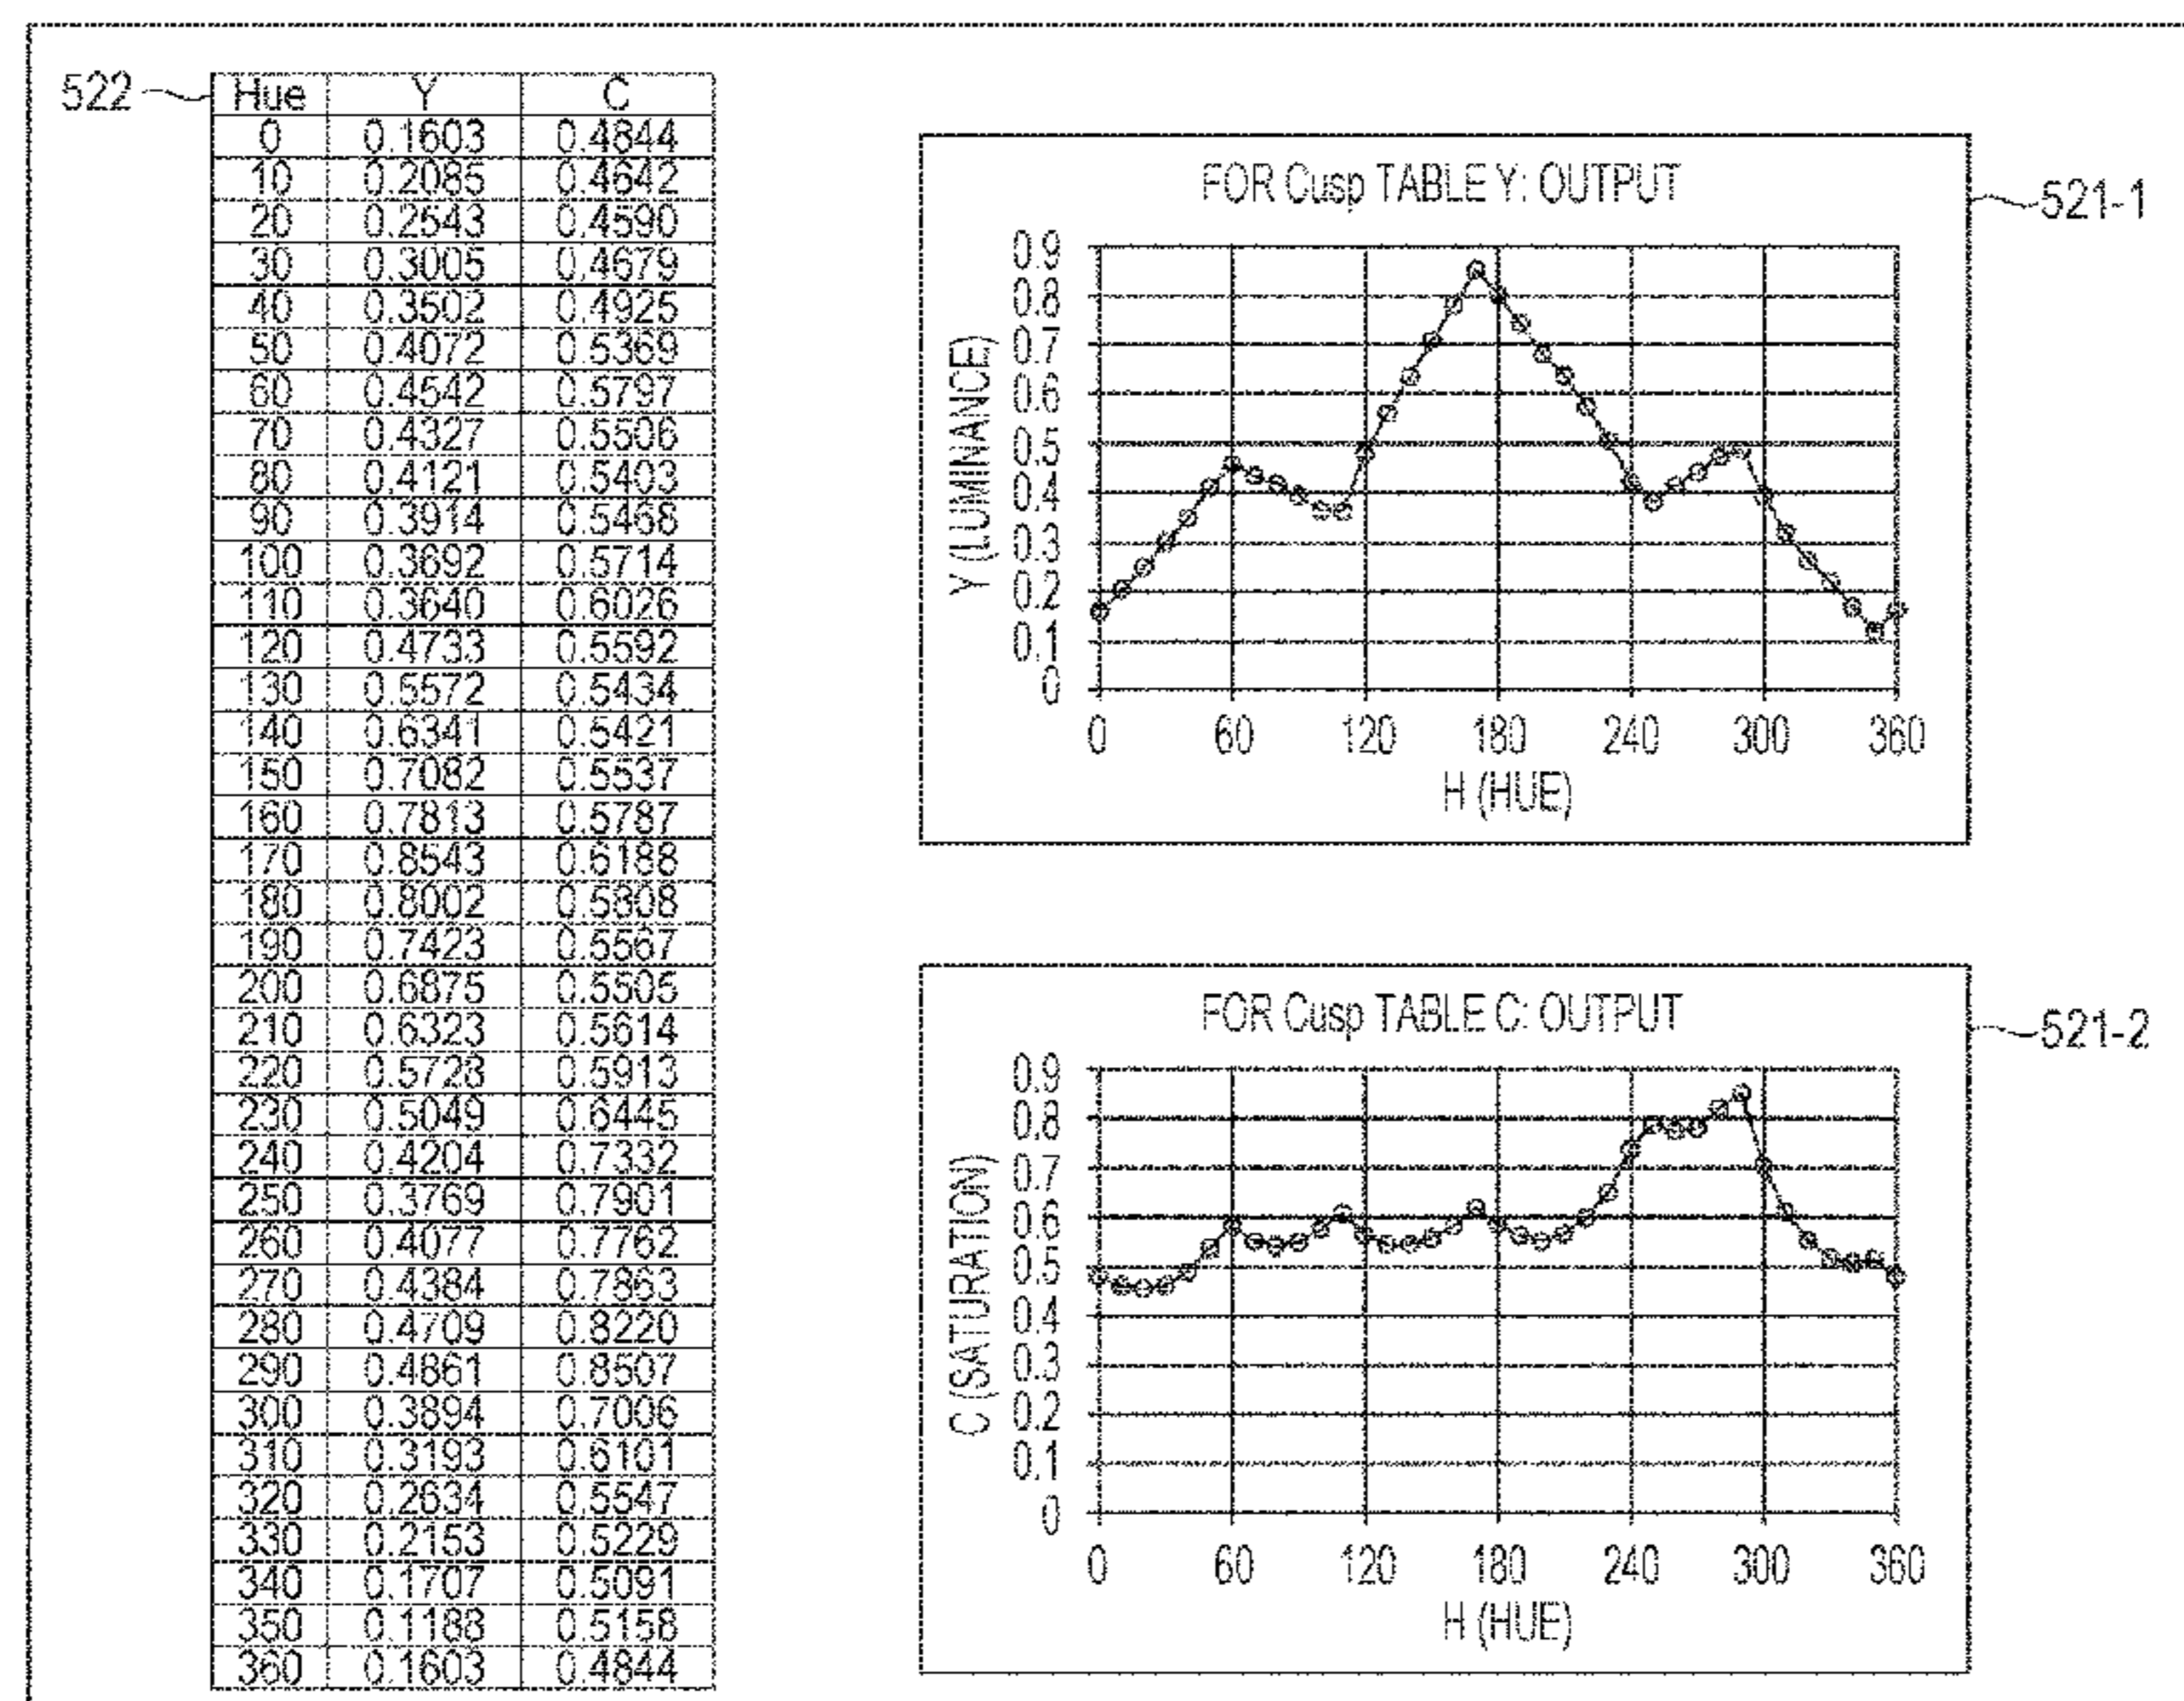 522
Hue Y C
0 0.1603 0.4844
10 0.2085 0.4642
20 0.2543 0.4590
30 0.3005 0.4679
40 0.3502 0.4925
50 0.4072 0.5369
60 0.4542 0.5797
70 0.4327 0.5506
80 0.4121 0.5403
90 0.3914 0.5468
100 0.3692 0.5714
110 0.3640 0.6026
120 0.4733 0.5592
130 0.5572 0.5434
140 0.6341 0.5421
150 0.7082 0.5537
160 0.7813 0.5787
170 0.8543 0.6188
180 0.8002 0.5808
190 0.7423 0.5567
200 0.6875 0.5505
210 0.6323 0.5614
220 0.5728 0.5913
230 0.5049 0.6445
240 0.4204 0.7332
250 0.3769 0.7901
260 0.4077 0.7762
270 0.4384 0.7863
280 0.4709 0.8220
290 0.4861 0.8507
300 0.3894 0.7006
310 0.3193 0.6101
320 0.2634 0.5547
330 0.2153 0.5229
340 0.1707 0.5091
350 0.1188 0.5158
360 0.1603 0.4844
FOR Cusp TABLE Y: OUTPUT
521-1
Y (LUMINANCE)
0.9
0.8
0.7
0.6
0.5
0.4
0.3
0.2
0.1
0
0 60 120 180 240 300 360
H (HUE)
FOR Cusp TABLE C: OUTPUT
521-2
C (SATURATION)
0.9
0.8
0.7
0.6
0.5
0.4
0.3
0.2
0.1
0
0 60 120 180 240 300 360
H (HUE)